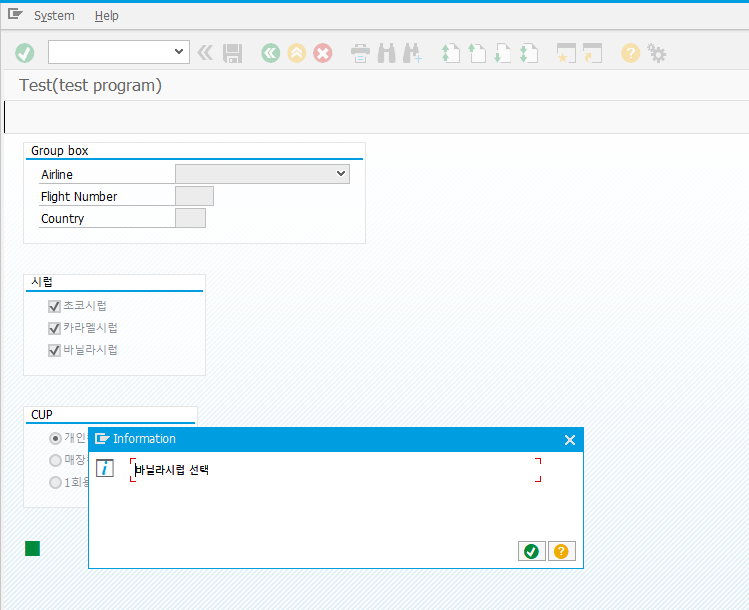 System Help
Test(test program)
Group box
Airline
Flight Number
Country
시럽
초코시럽
카라멜시럽
바닐라시럽
CUP
개인
매장
1회용
Information
바닐라시럽 선택